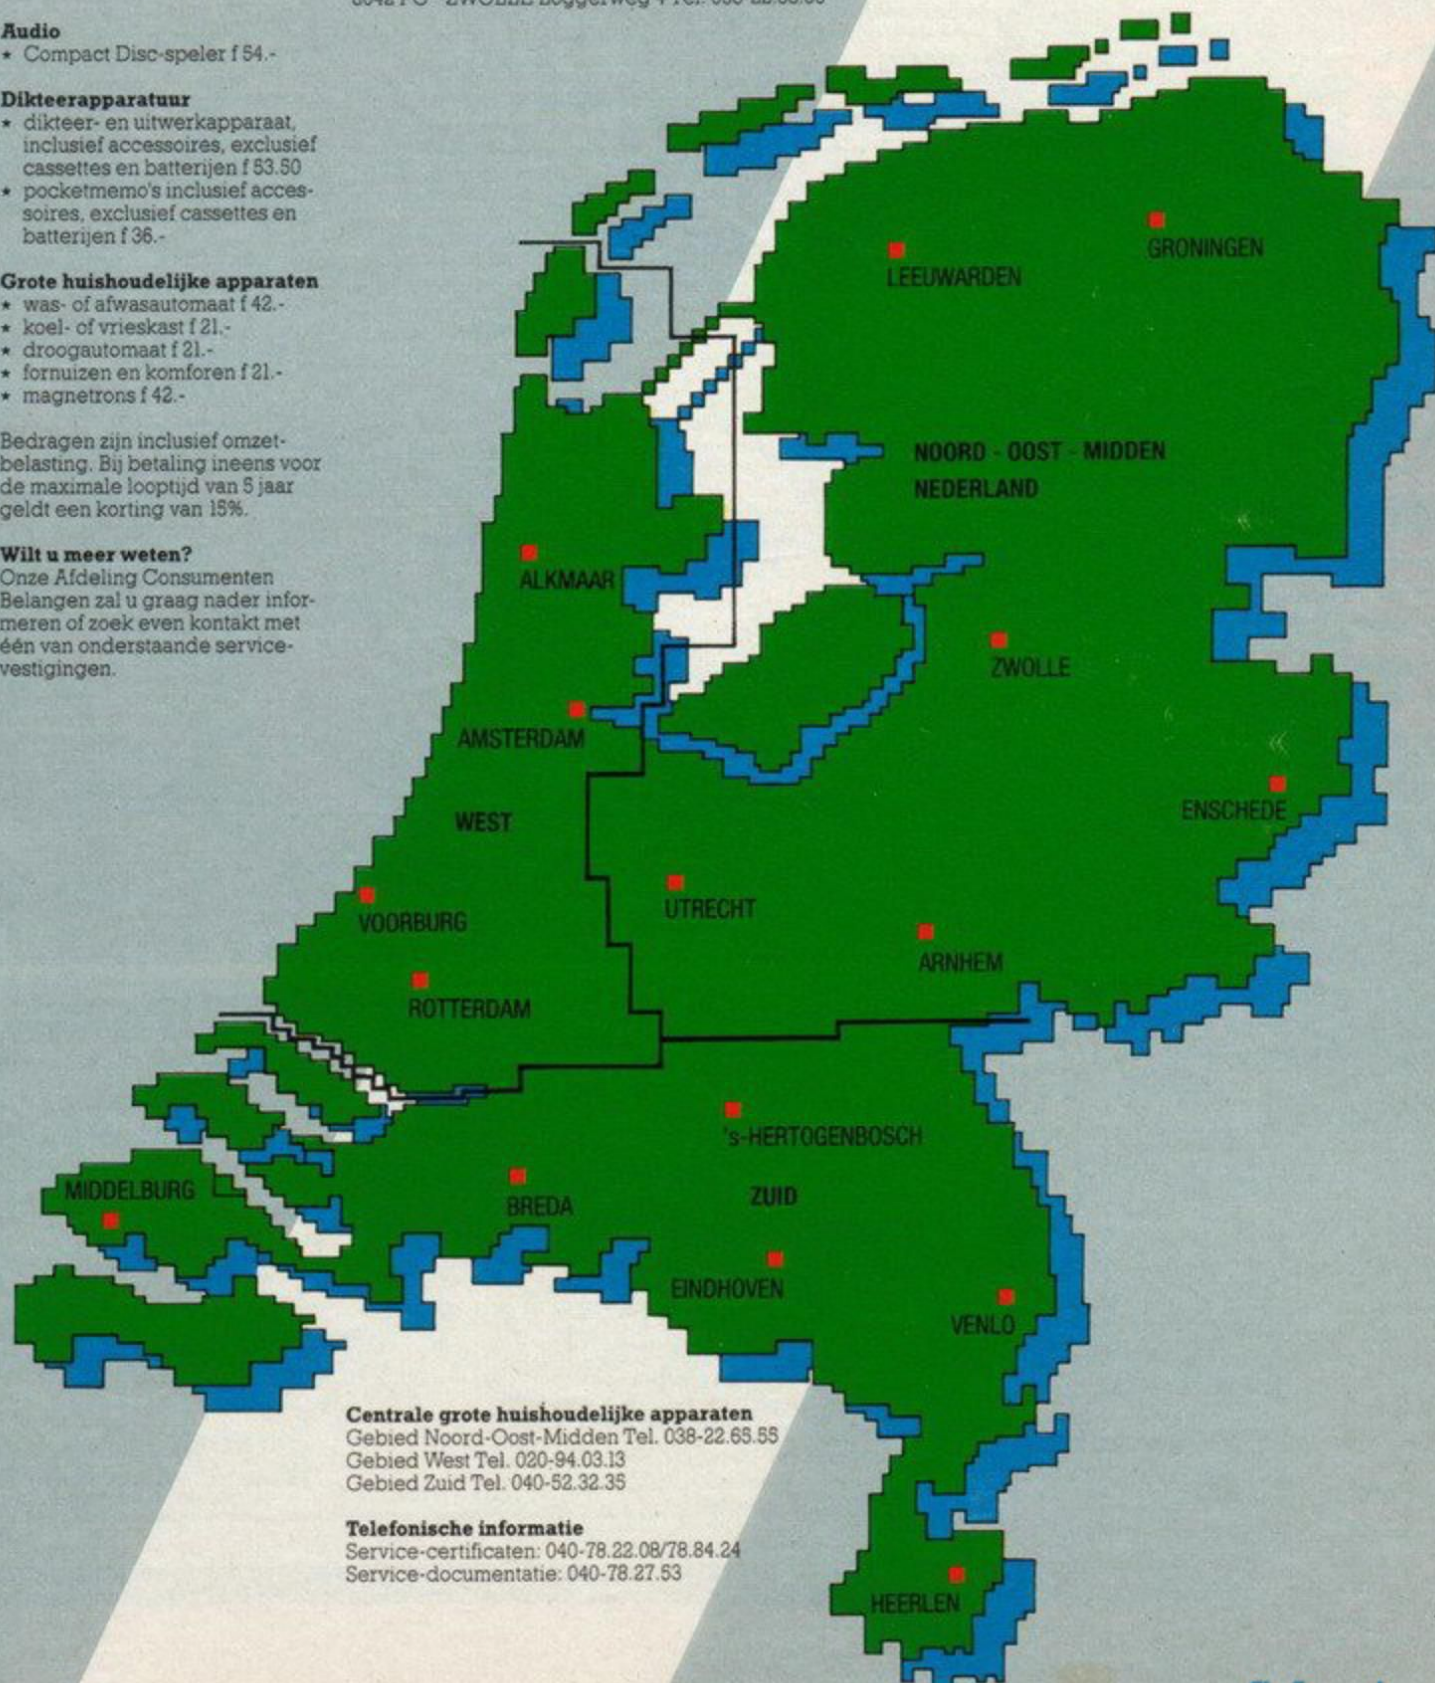 Audio
* Compact Disc-speler f 54.-
Dikteerapparatuur
* dikteer- en uitwerkapparaat,
inclusief accessoires, exclusief
cassettes en batterijen f 53.50
* pocketmemo's inclusief acces-
soires, exclusief cassettes en
batterijen f 36.-
Grote huishoudelijke apparaten
* was- of afwasautomaat f 42.-
* koel- of vrieskast f 21.-
* droogautomaat f 21.-
* fornuizen en komforen f 21.-
* magnetrons f 42.-
Bedragen zijn inclusief omzet-
belasting. Bij betaling ineens voor
de maximale looptijd van 5 jaar
geldt een korting van 15%.
Wilt u meer weten?
Onze Afdeling Consumenten
Belangen zal u graag nader infor-
meren of zoek even kontakt met
één van onderstaande service-
vestigingen.
GRONINGEN
LEEUWARDEN
NOORD - OOST - MIDDEN
NEDERLAND
ALKMAAR
ZWOLLE
AMSTERDAM
ENSCHEDE
WEST
UTRECHT
VOORBURG
ARNHEM
ROTTERDAM
's-HERTOGENBOSCH
MIDDELBURG
BREDA
ZUID
EINDHOVEN
VENLO
Centrale grote huishoudelijke apparaten
Gebied Noord-Oost-Midden Tel. 038-22.65.55
Gebied West Tel. 020-94.03.13
Gebied Zuid Tel. 040-52.32.35
Telefonische informatie
Service-certificaten: 040-78.22.08/78.84.24
Service-documentatie: 040-78.27.53
HEERLEN